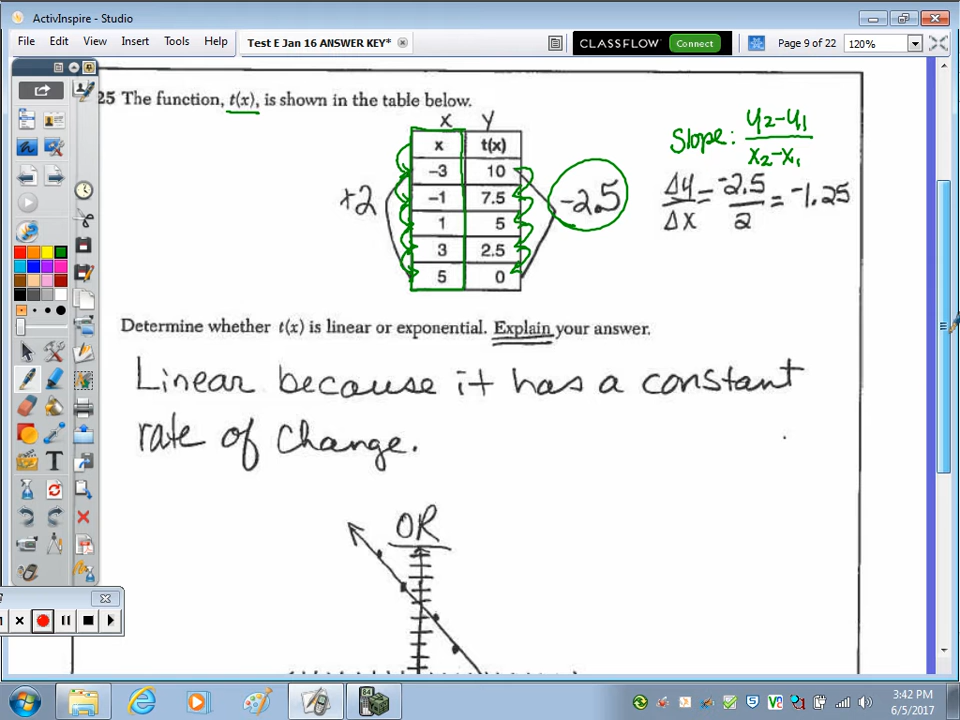 ActivInspire - Studio
File Edit View Insert Tools Help Test E Jan 16 ANSWER KEY* CLASSFLOW Connect Page 9 of 22 120%
25 The function, t(x), is shown in the table below.
X Y
x t(x)
−3 10
−1 7.5
1 5
3 2.5
5 0
+2
-2.5
Slope: y2-y1
x2-x1
Δy = -2.5 = -1.25
Δx 2
Determine whether t(x) is linear or exponential. Explain your answer.
Linear because it has a constant
rate of change.
OR
3:42 PM
6/5/2017